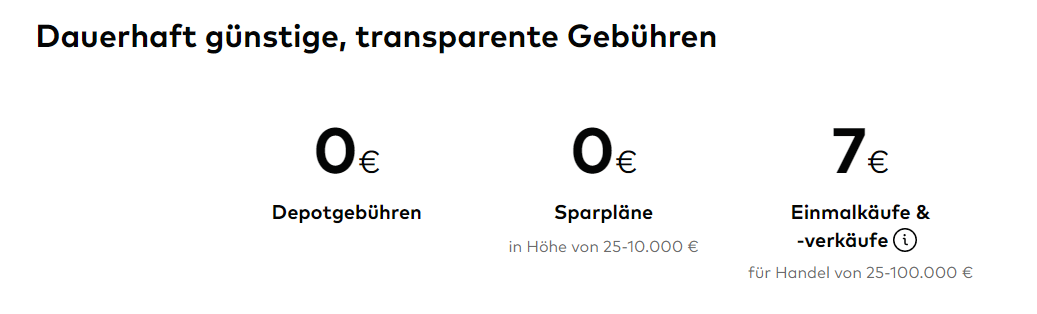 Dauerhaft günstige, transparente Gebühren
0€
0€
7€
Depotgebühren
Sparpläne
Einmalkäufe &
-verkäufe
in Höhe von 25-10.000 €
für Handel von 25-100.000 €